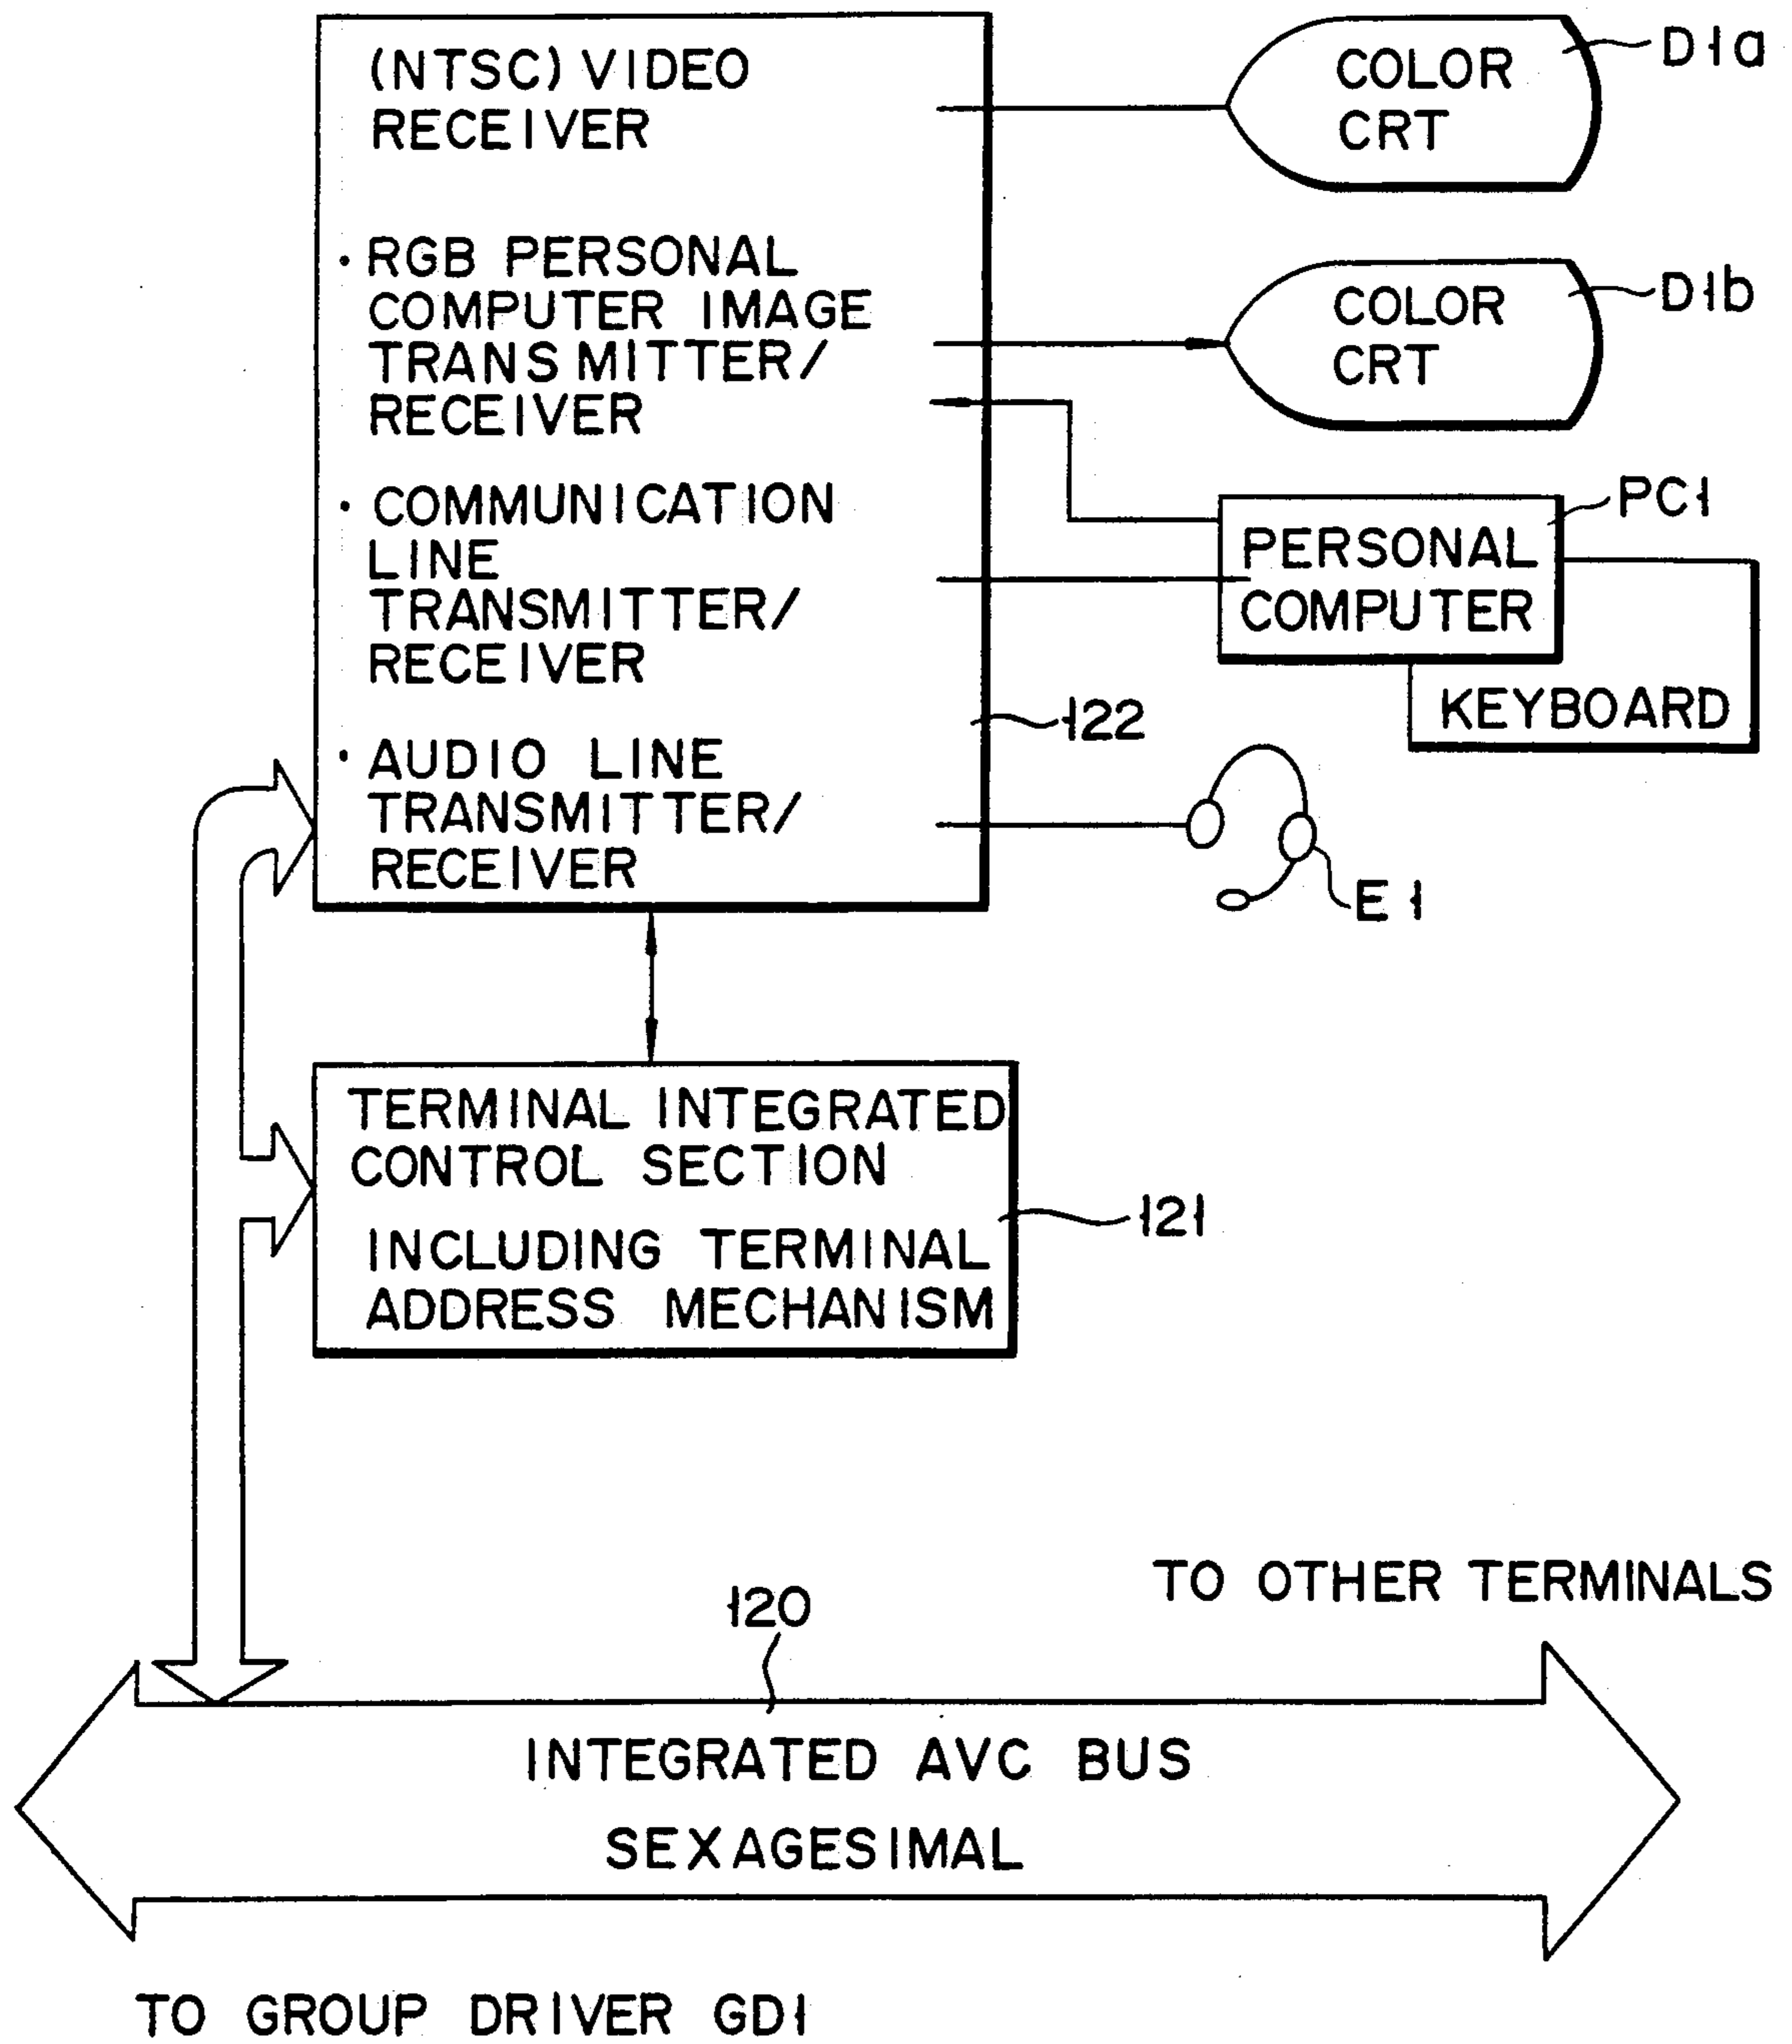 (NTSC) VIDEO
RECEIVER
· RGB PERSONAL
COMPUTER IMAGE
TRANSMITTER/
RECEIVER
· COMMUNICATION
LINE
TRANSMITTER/
RECEIVER
· AUDIO LINE
TRANSMITTER/
RECEIVER
122
COLOR
CRT
D1a
COLOR
CRT
D1b
PC1
PERSONAL
COMPUTER
KEYBOARD
E1
TERMINAL INTEGRATED
CONTROL SECTION
INCLUDING TERMINAL
ADDRESS MECHANISM
121
TO OTHER TERMINALS
120
INTEGRATED AVC BUS
SEXAGESIMAL
TO GROUP DRIVER GD1